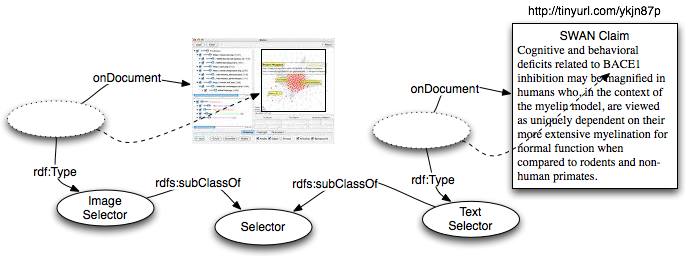 http://tinyurl.com/ykjn87p
SWAN Claim
Cognitive and behavioral
deficits related to BACE1
inhibition may be magnified in
humans who, in the context of
the myelin model, are viewed
as uniquely dependent on their
more extensive myelination for
normal function when
compared to rodents and non-
human primates.
onDocument
onDocument
rdf:Type
rdf:Type
rdfs:subClassOf
rdfs:subClassOf
Image
Selector
Selector
Text
Selector